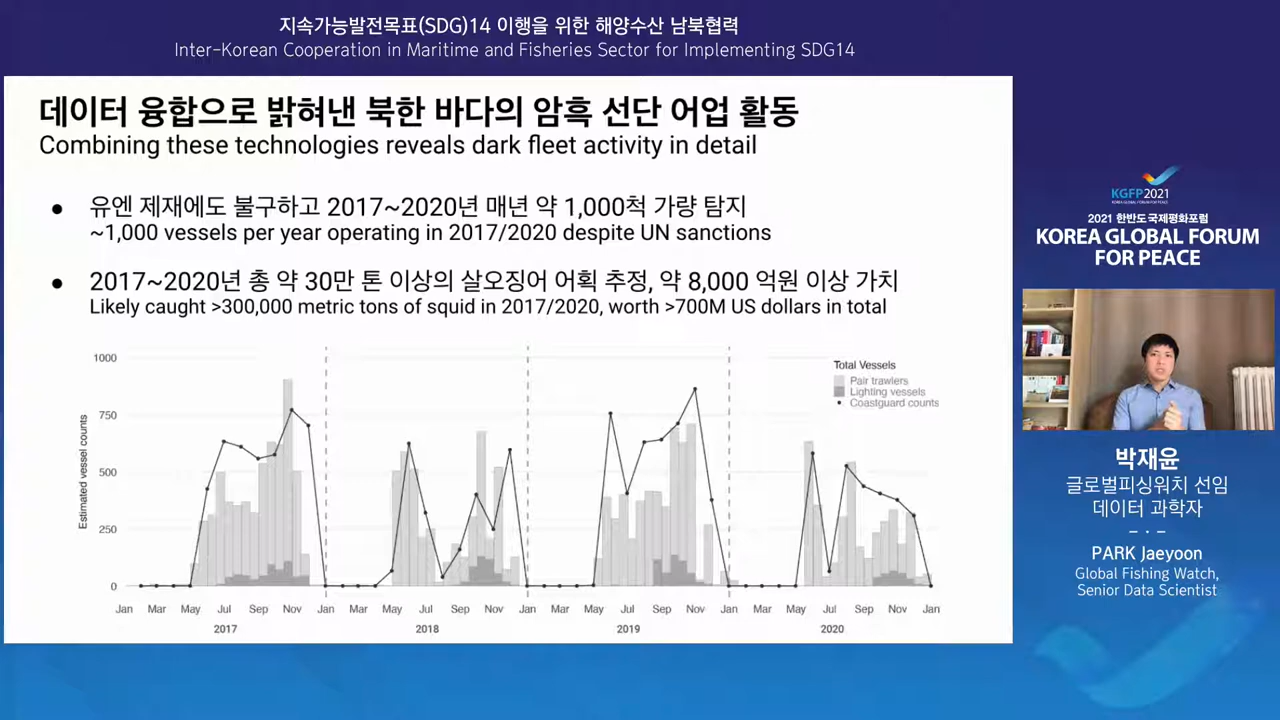 지속가능발전목표(SDG)14 이행을 위한 해양수산 남북협력
Inter-Korean Cooperation in Maritime and Fisheries Sector for Implementing SDG14
데이터 융합으로 밝혀낸 북한 바다의 암흑 선단 어업 활동
Combining these technologies reveals dark fleet activity in detail
● 유엔 제재에도 불구하고 2017~2020년 매년 약 1,000척 가량 탐지
~1,000 vessels per year operating in 2017/2020 despite UN sanctions
● 2017~2020년 총 약 30만 톤 이상의 살오징어 어획 추정, 약 8,000 억원 이상 가치
Likely caught >300,000 metric tons of squid in 2017/2020, worth >700M US dollars in total
Estimated vessel counts
1000
750
500
250
0
Total Vessels
Pair trawlers
Lighting vessels
Coastguard counts
Jan Mar May Jul Sep Nov Jan Mar May Jul Sep Nov Jan Mar May Jul Sep Nov Jan Mar May Jul Sep Nov Jan
2017 2018 2019 2020
KGFP2021
KOREA GLOBAL FORUM FOR PEACE
2021 한반도국제평화포럼
KOREA GLOBAL FORUM
FOR PEACE
박재윤
글로벌피싱워치 선임
데이터 과학자
PARK Jaeyoon
Global Fishing Watch,
Senior Data Scientist